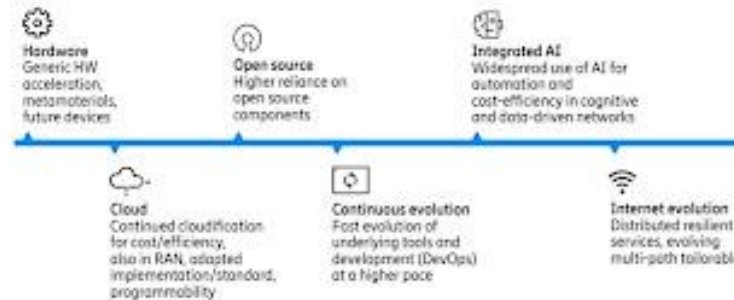 Hardware
Generic HW
acceleration,
metamaterials,
future devices
Open source
Higher reliance on
open source
components
Integrated AI
Widespread use of AI for
automation and
cost-efficiency in cognitive
and data-driven networks
Cloud
Continued cloudification
for cost/efficiency,
also in RAN, adapted
implementation/standard,
programmability
Continuous evolution
Fast evolution of
underlying tools and
development (DevOps)
at a higher pace
Internet evolution
Distributed resilient
services, evolving
multi-path tailorable